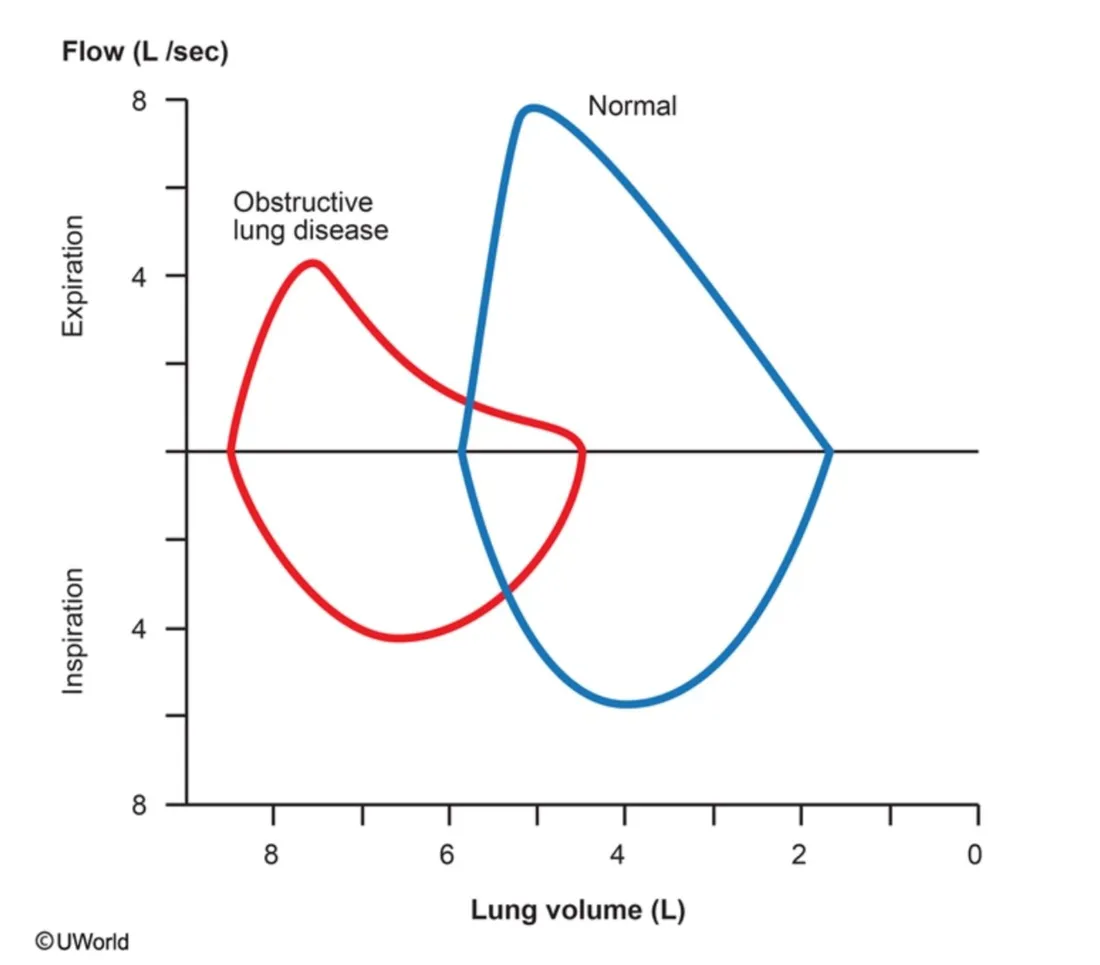 Flow (L /sec)
8
Normal
Obstructive
lung disease
Expiration
4
Inspiration
4
8
8
6
4
2
0
Lung volume (L)
©UWorld